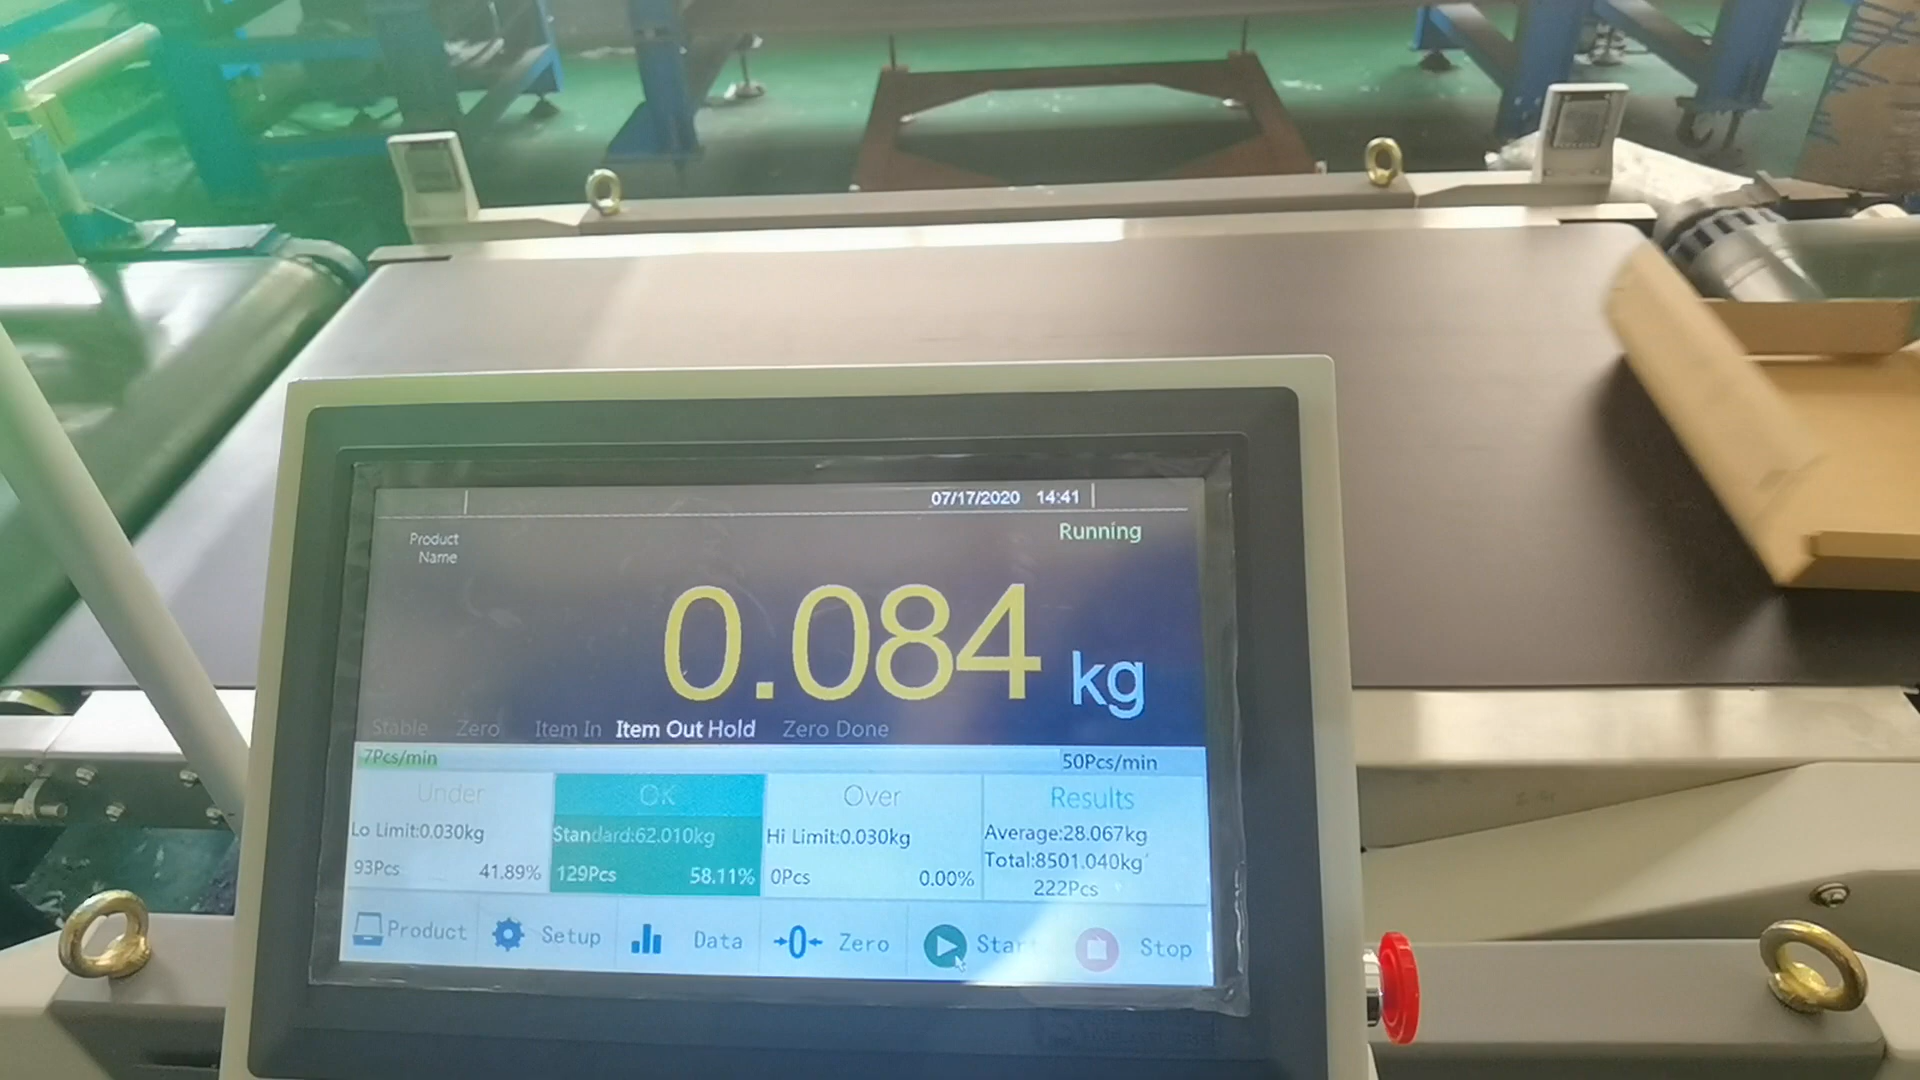 07/17/2020 14:41
Running
Product
Name
0.084 kg
Stable Zero Item In Item Out Hold Zero Done
7Pcs/min 50Pcs/min
Under OK Over Results
Lo Limit:0.030kg Standard:62.010kg Hi Limit:0.030kg Average:28.067kg
Total:8501.040kg
93Pcs 41.89% 129Pcs 58.11% 0Pcs 0.00% 222Pcs
Product Setup Data Zero Start Stop